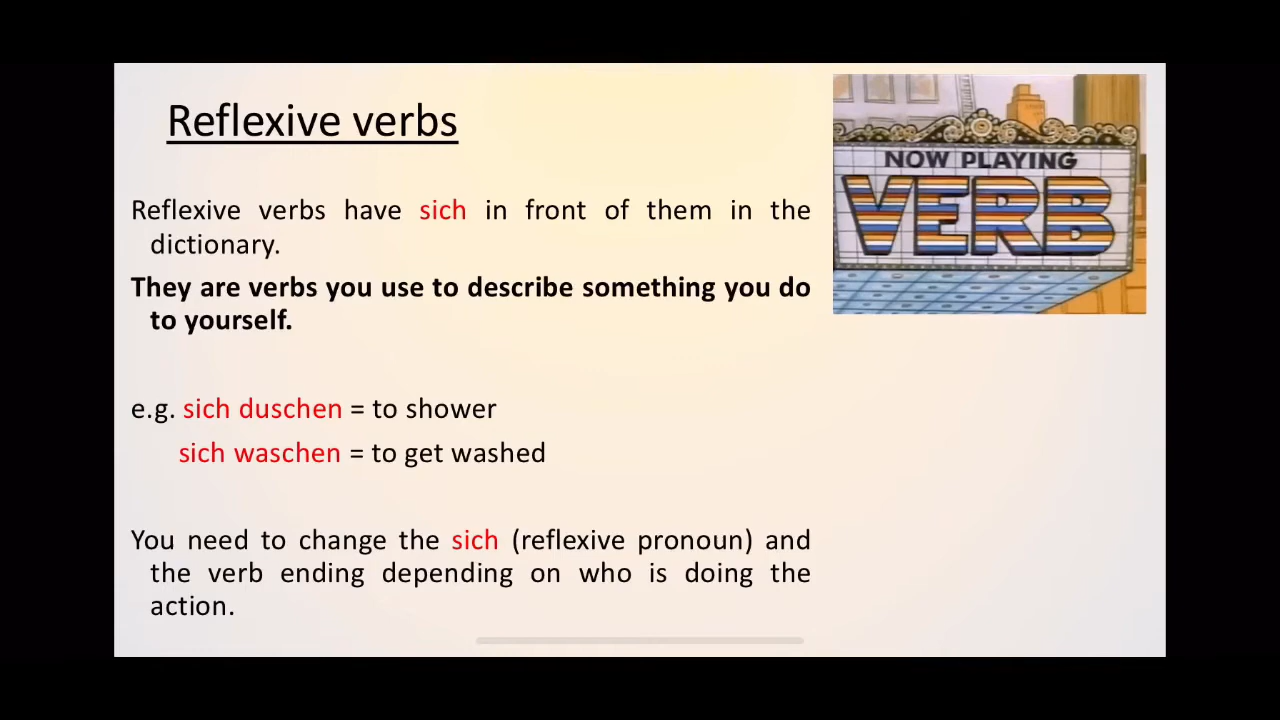 Reflexive verbs
NOW PLAYING
VERB
Reflexive verbs have sich in front of them in the
dictionary.
They are verbs you use to describe something you do
to yourself.
e.g. sich duschen = to shower
sich waschen = to get washed
You need to change the sich (reflexive pronoun) and
the verb ending depending on who is doing the
action.